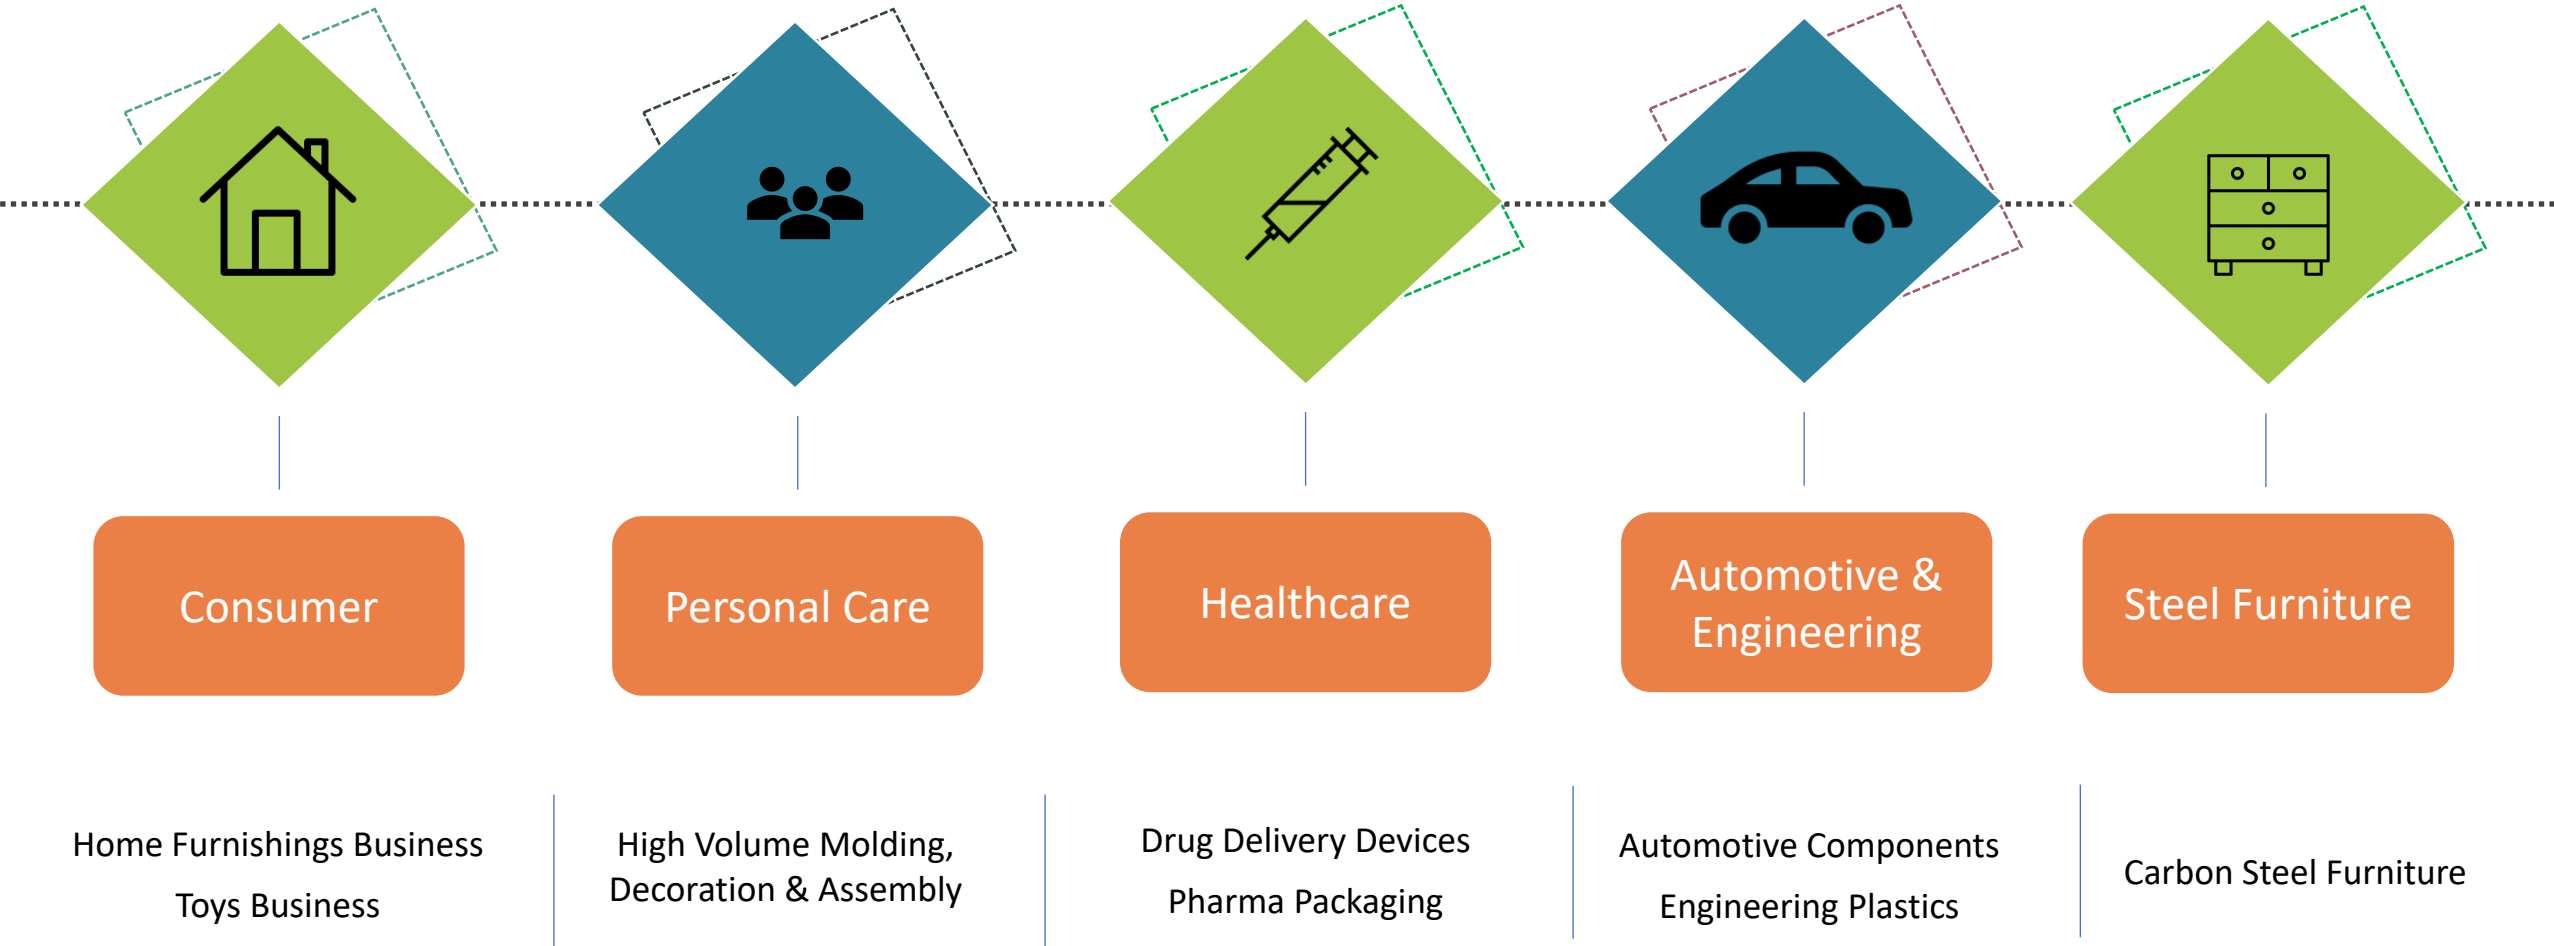 Consumer
Personal Care
Healthcare
Automotive &
Engineering
Steel Furniture
Home Furnishings Business
Toys Business
High Volume Molding,
Decoration & Assembly
Drug Delivery Devices
Pharma Packaging
Automotive Components
Engineering Plastics
Carbon Steel Furniture